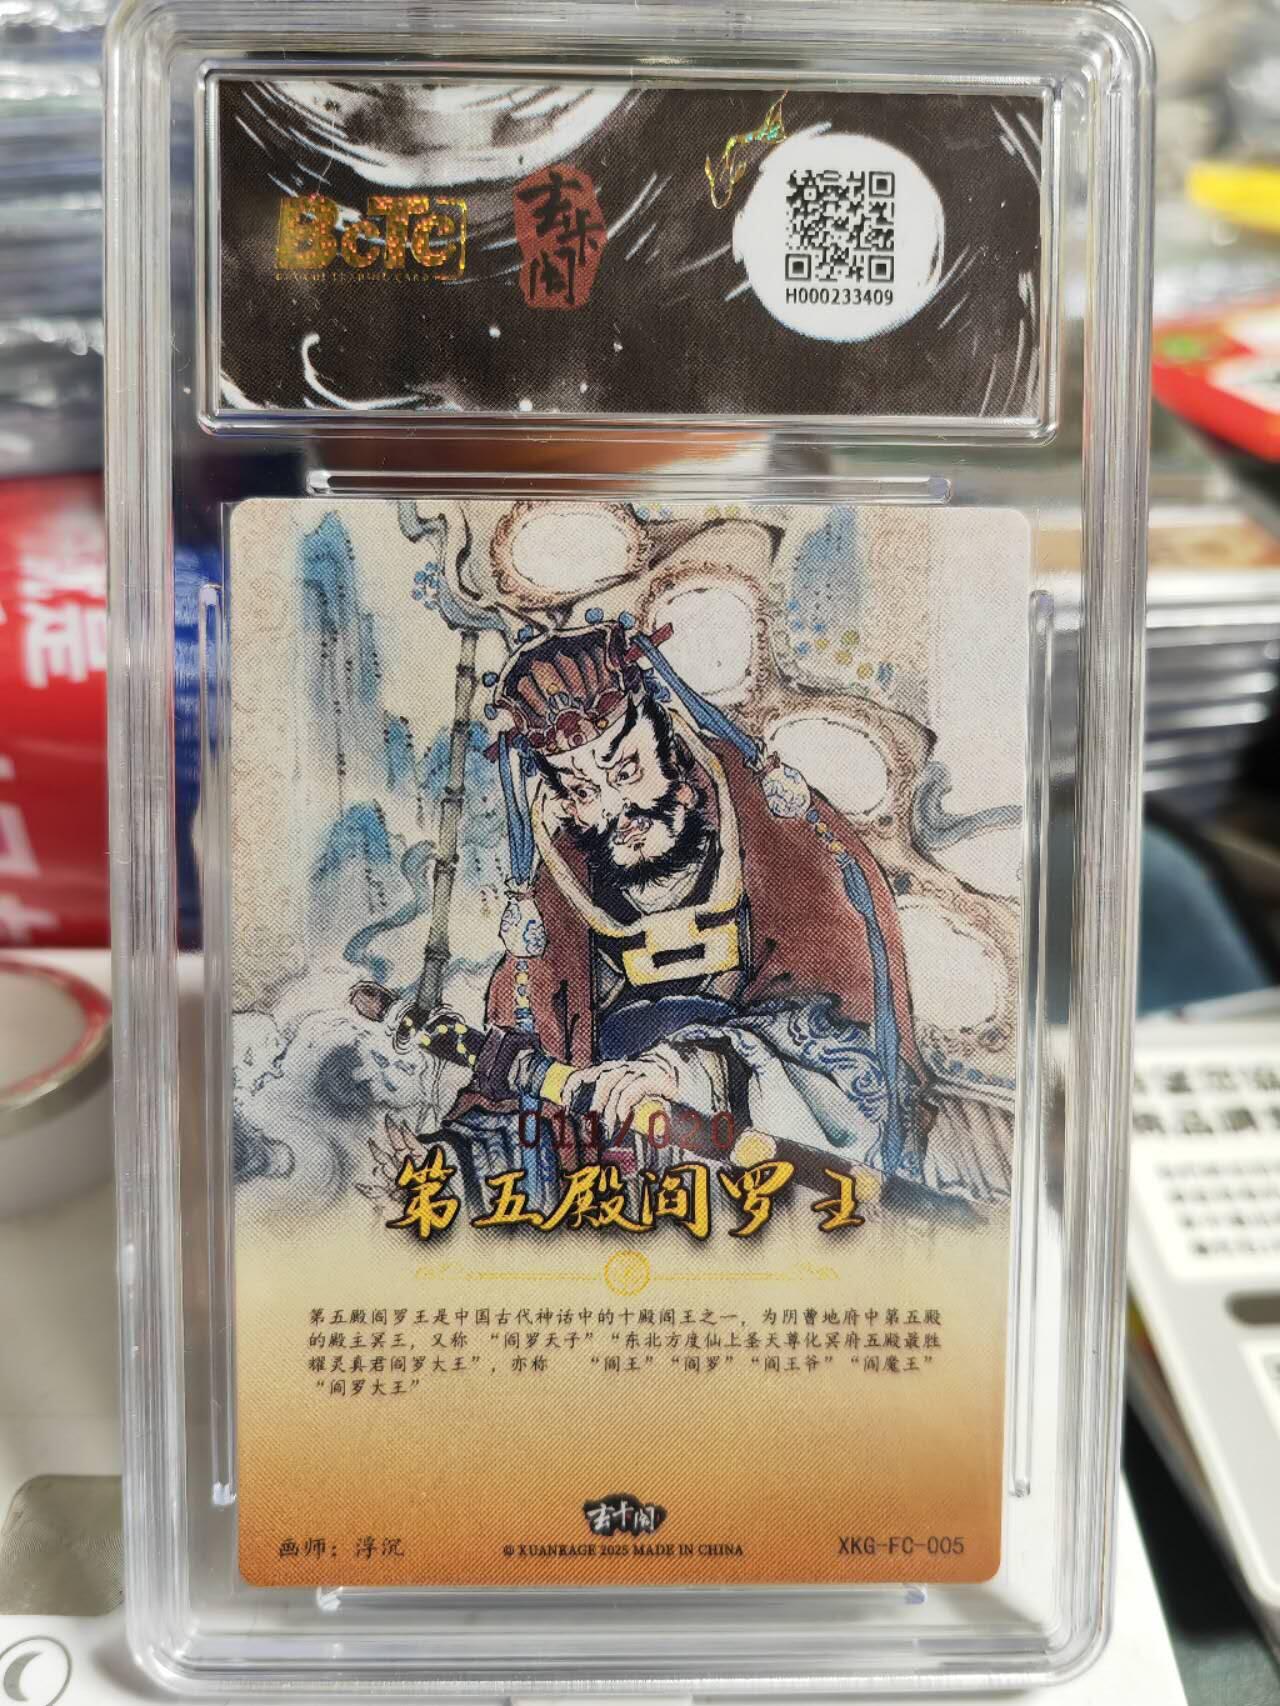 BCTC
玄卡阁
H000233409
011/020
第五殿阎罗王
第五殿阎罗王是中国古代神话中的十殿阎王之一，为阴曹地府中第五殿
的殿主冥王，又称 “阎罗天子” “东北方度仙上圣天尊化冥府五殿最胜
耀灵真君阎罗大王”，亦称 “阎王” “阎罗” “阎王爷” “阎魔王”
“阎罗大王”
玄卡阁
画师：浮沉
© XUANKAGE 2025 MADE IN CHINA
XKG-FC-005